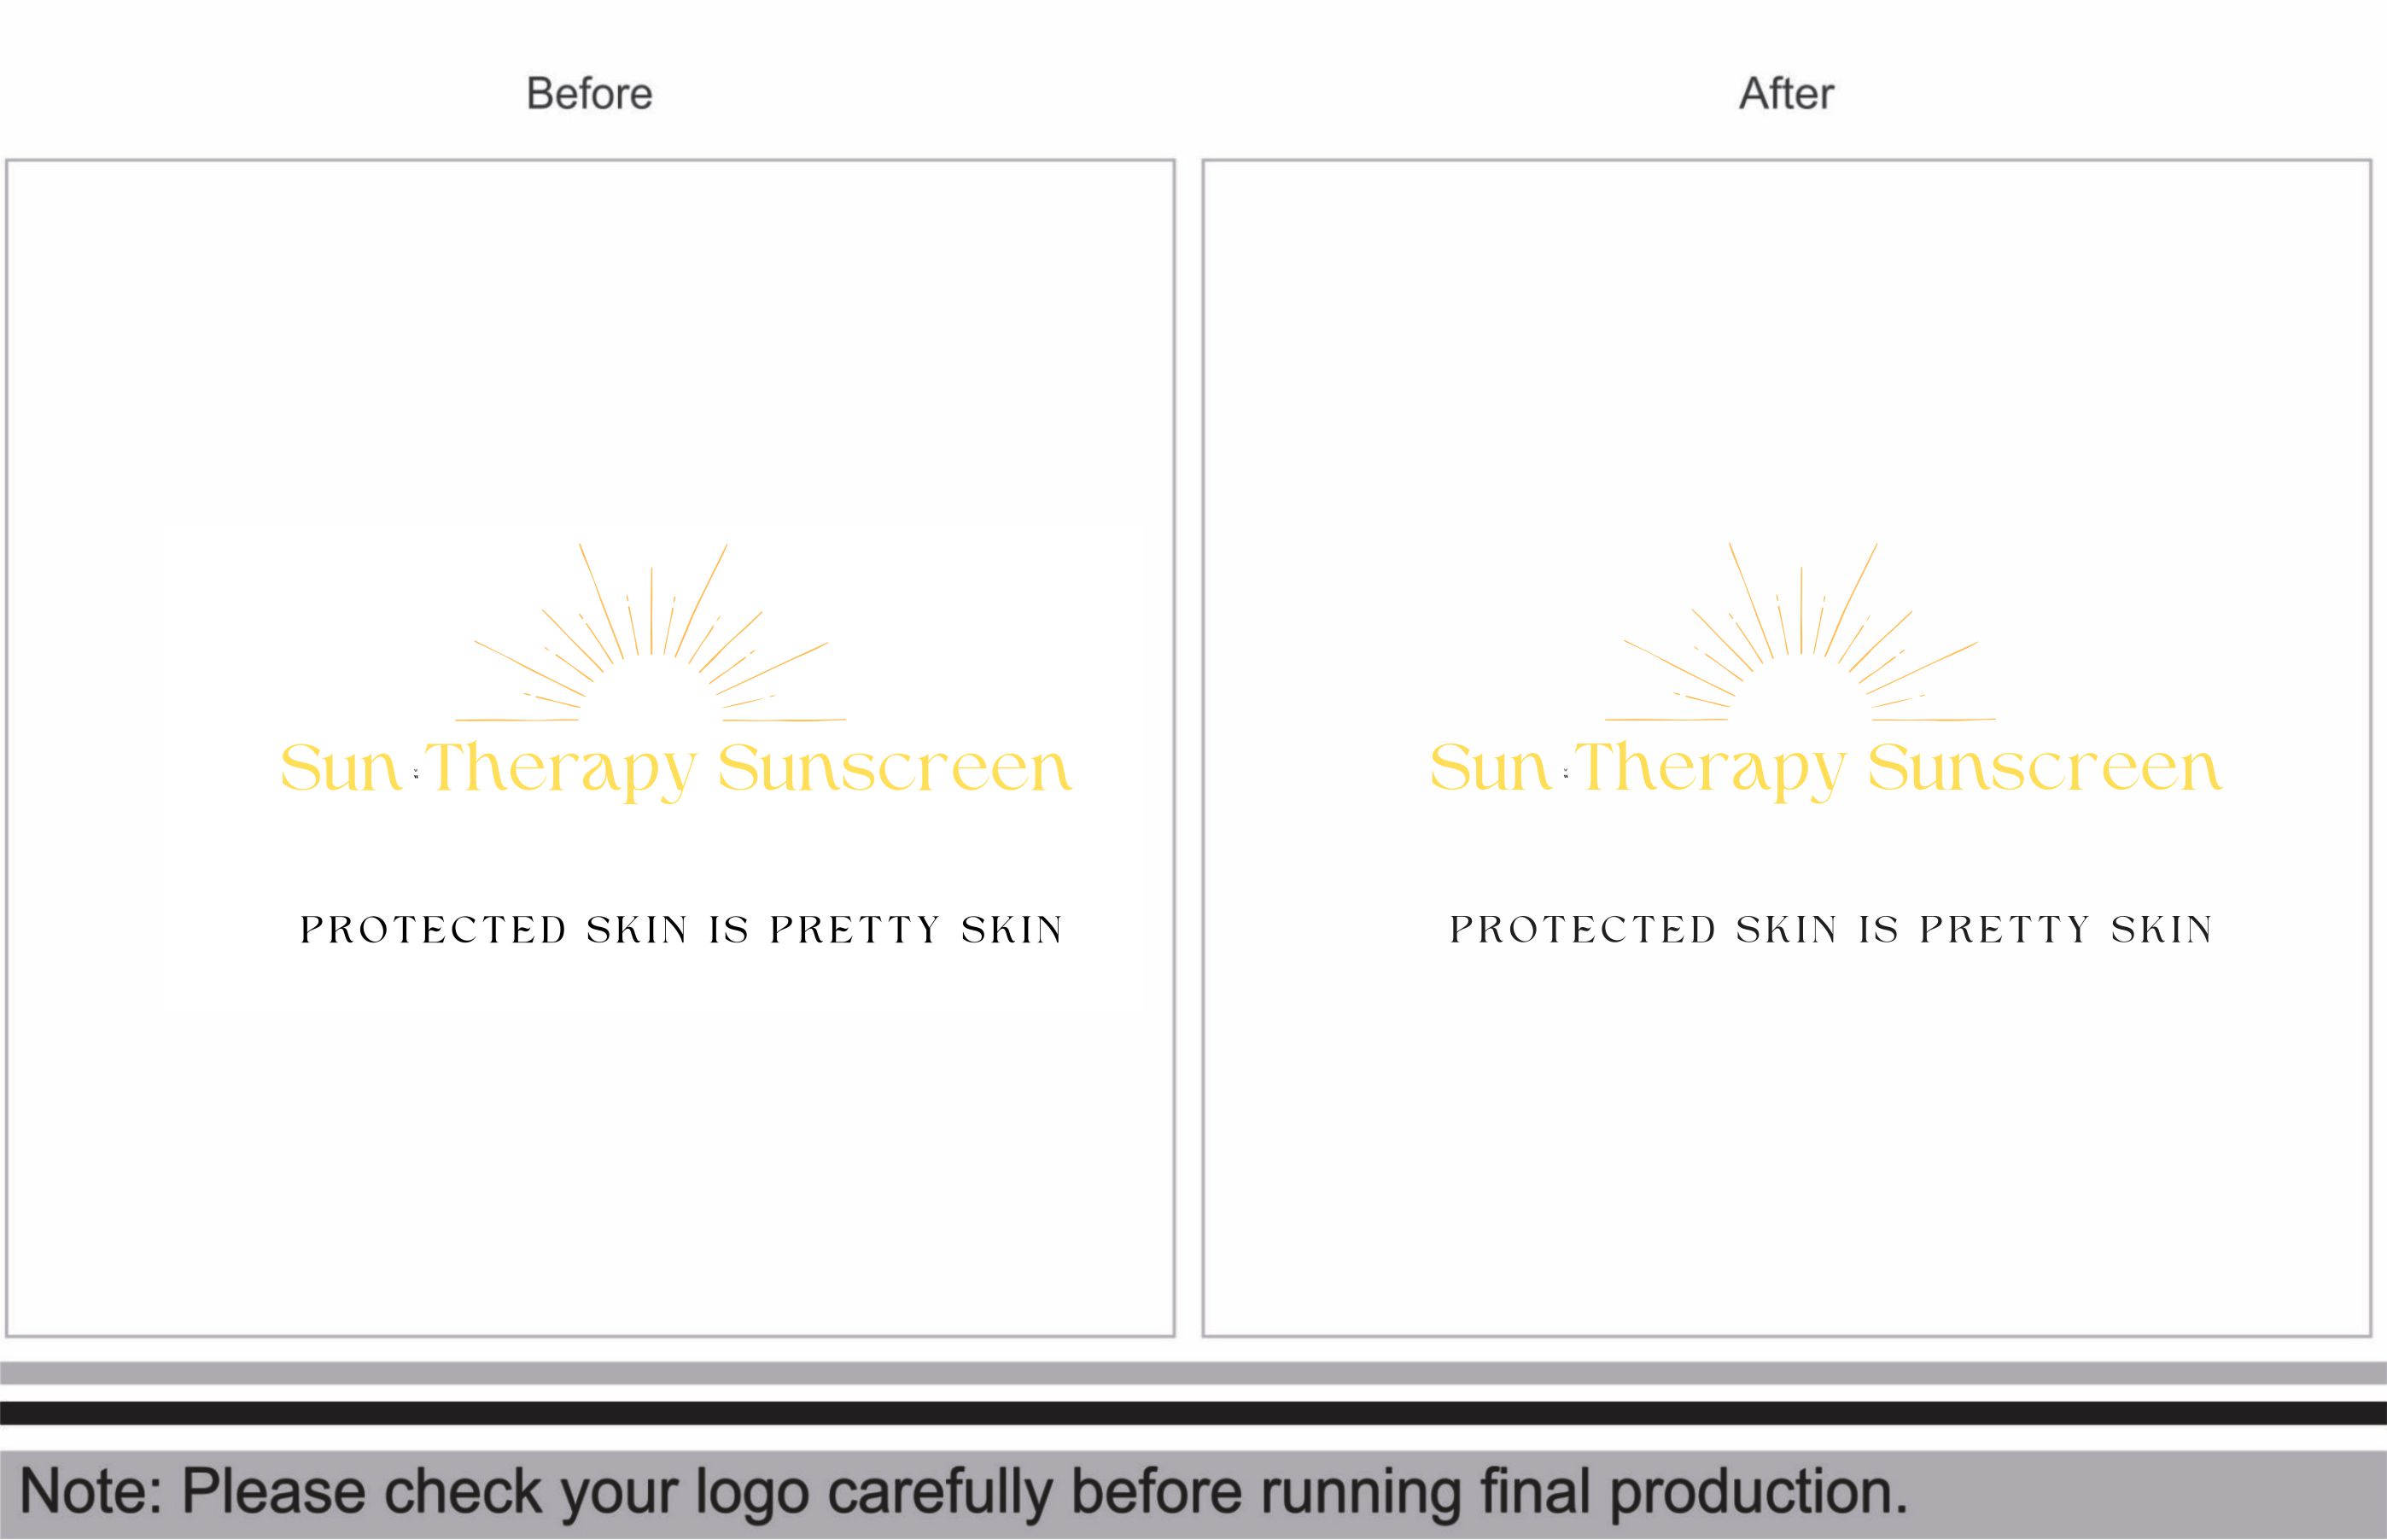 Before
After
Sun Therapy Sunscreen
PROTECTED SKIN IS PRETTY SKIN
Sun Therapy Sunscreen
PROTECTED SKIN IS PRETTY SKIN
Note: Please check your logo carefully before running final production.